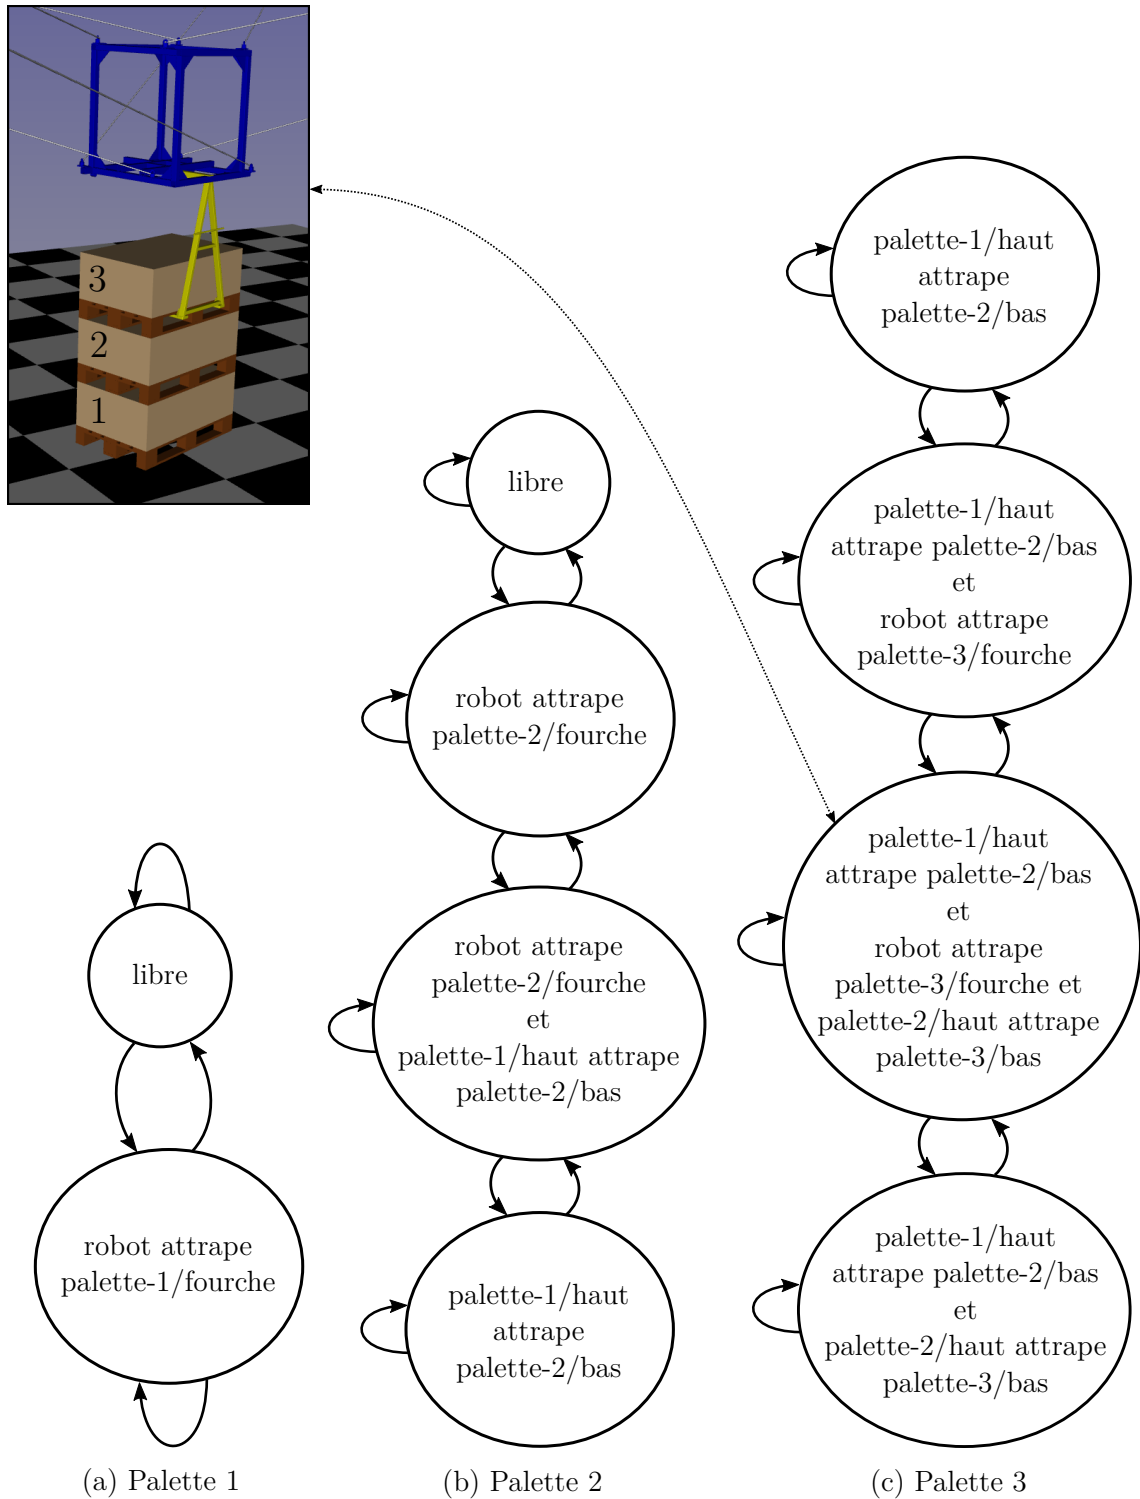 3
2
1
libre
robot attrape
palette-1/fourche
(a) Palette 1
libre
robot attrape
palette-2/fourche
robot attrape
palette-2/fourche
et
palette-1/haut attrape
palette-2/bas
palette-1/haut
attrape
palette-2/bas
(b) Palette 2
palette-1/haut
attrape
palette-2/bas
palette-1/haut
attrape palette-2/bas
et
robot attrape
palette-3/fourche
palette-1/haut
attrape palette-2/bas
et
robot attrape
palette-3/fourche et
palette-2/haut attrape
palette-3/bas
palette-1/haut
attrape palette-2/bas
et
palette-2/haut attrape
palette-3/bas
(c) Palette 3